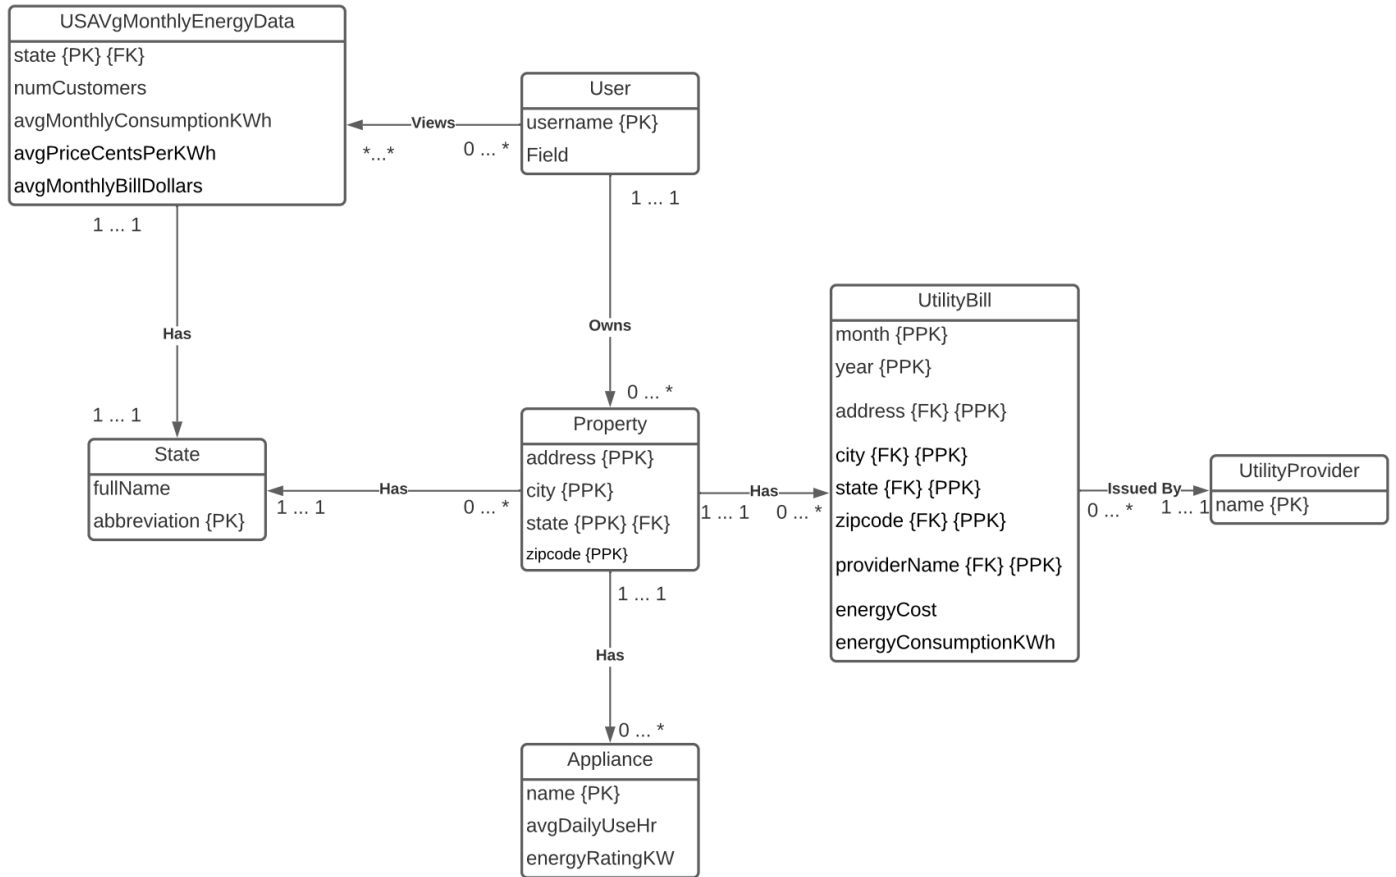 USAVgMonthlyEnergyData
state {PK} {FK}
numCustomers
avgMonthlyConsumptionKWh
avgPriceCentsPerKWh
avgMonthlyBillDollars
Views
*...*
0 ... *
User
username {PK}
Field
1 ... 1
1 ... 1
Has
1 ... 1
Owns
0 ... *
State
fullName
abbreviation {PK}
Has
1 ... 1
0 ... *
Property
address {PPK}
city {PPK}
state {PPK} {FK}
zipcode {PPK}
Has
1 ... 1
0 ... *
UtilityBill
month {PPK}
year {PPK}
address {FK} {PPK}
city {FK} {PPK}
state {FK} {PPK}
zipcode {FK} {PPK}
providerName {FK} {PPK}
energyCost
energyConsumptionKWh
Issued By
0 ... *
1 ... 1
UtilityProvider
name {PK}
1 ... 1
Has
0 ... *
Appliance
name {PK}
avgDailyUseHr
energyRatingKW